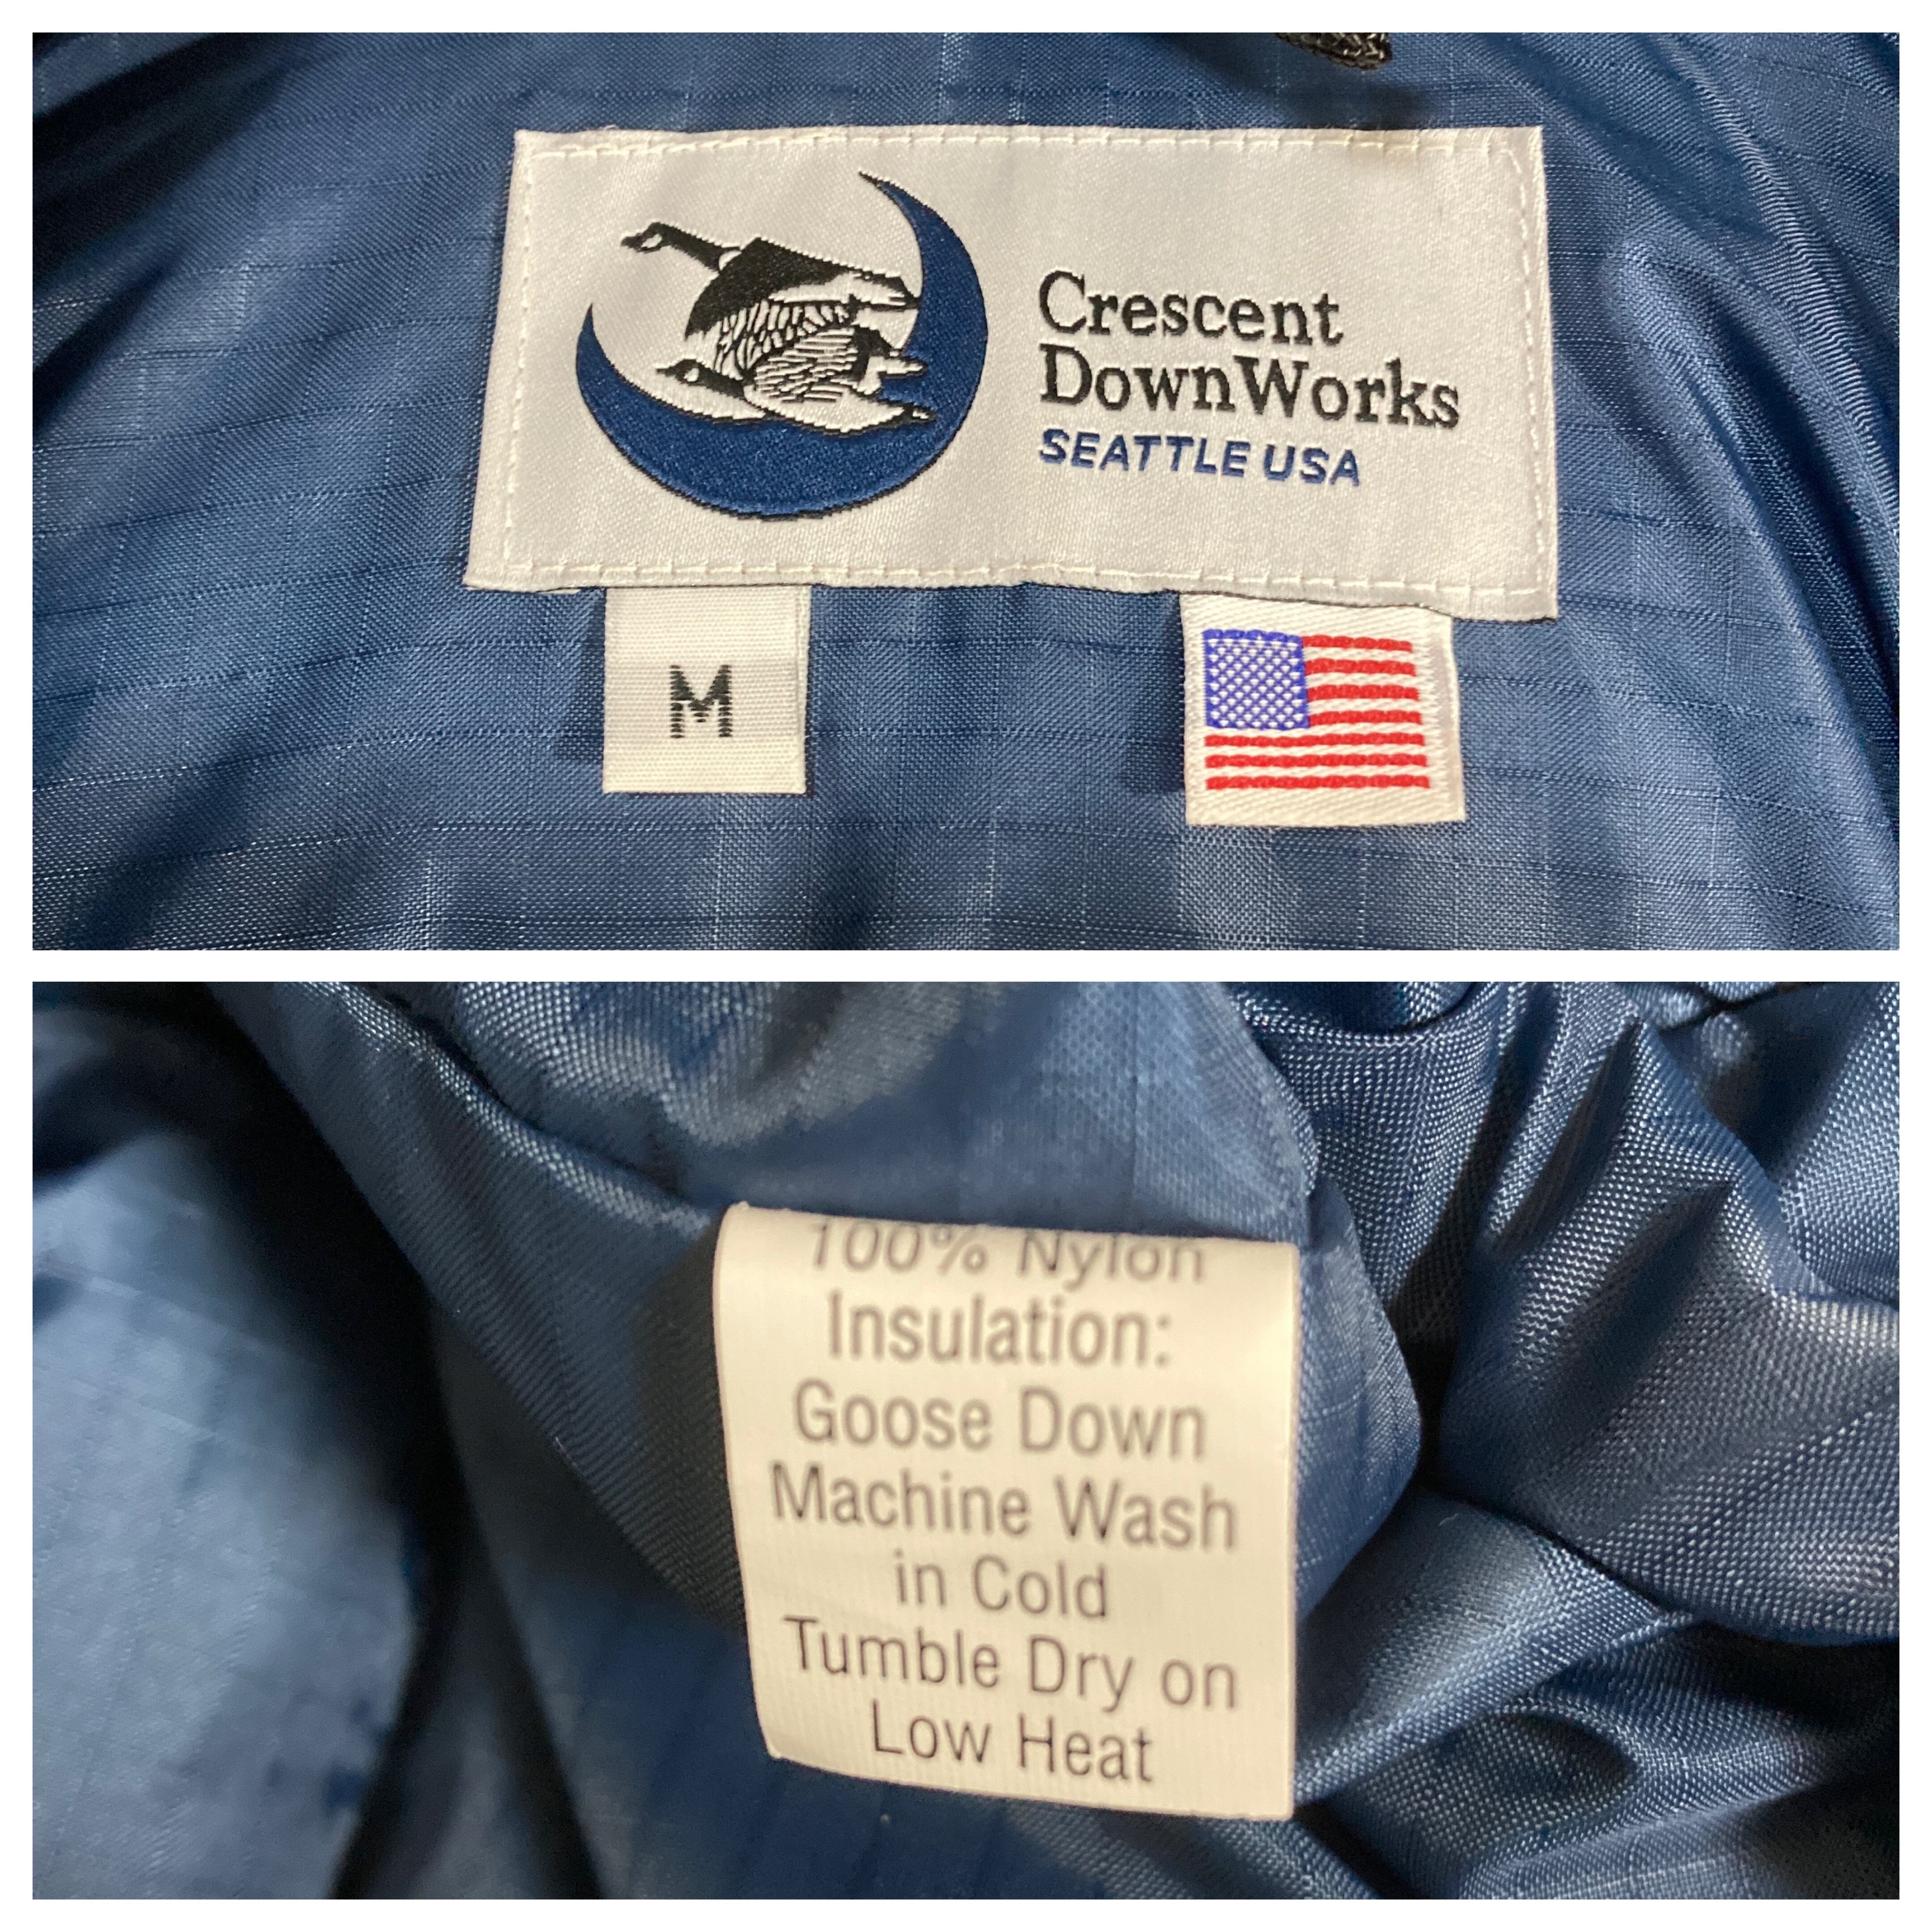 Crescent
DownWorks
SEATTLE USA
M
100% Nylon
Insulation:
Goose Down
Machine Wash
in Cold
Tumble Dry on
Low Heat